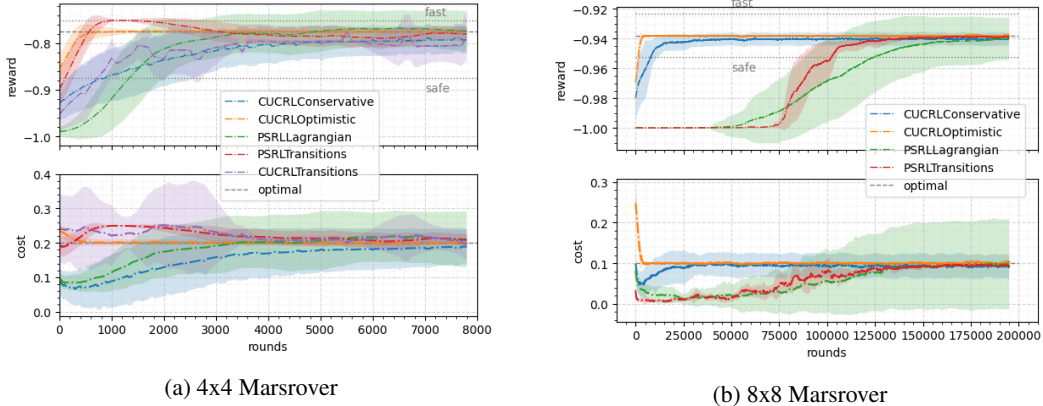 fast
−0.8
reward
−0.9
safe
−1.0
CUCRLConservative
CUCRLOptimistic
PSRLLagrangian
PSRLTransitions
CUCRLTransitions
optimal
0.4
0.3
cost
0.2
0.1
0.0
0 1000 2000 3000 4000 5000 6000 7000 8000
rounds
(a) 4x4 Marsrover
−0.92
fast
−0.94
safe
reward
−0.96
−0.98
−1.00
CUCRLConservative
CUCRLOptimistic
PSRLLagrangian
PSRLTransitions
optimal
0.3
0.2
cost
0.1
0.0
0 25000 50000 75000 100000 125000 150000 175000 200000
rounds
(b) 8x8 Marsrover